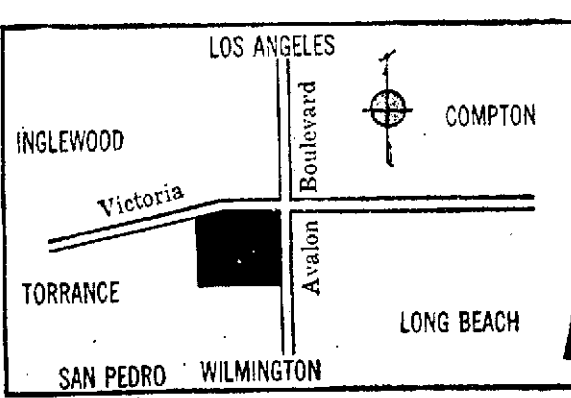 LOS ANGELES
Boulevard
COMPTON
INGLEWOOD
Victoria
Avalon
TORRANCE
LONG BEACH
SAN PEDRO WILMINGTON